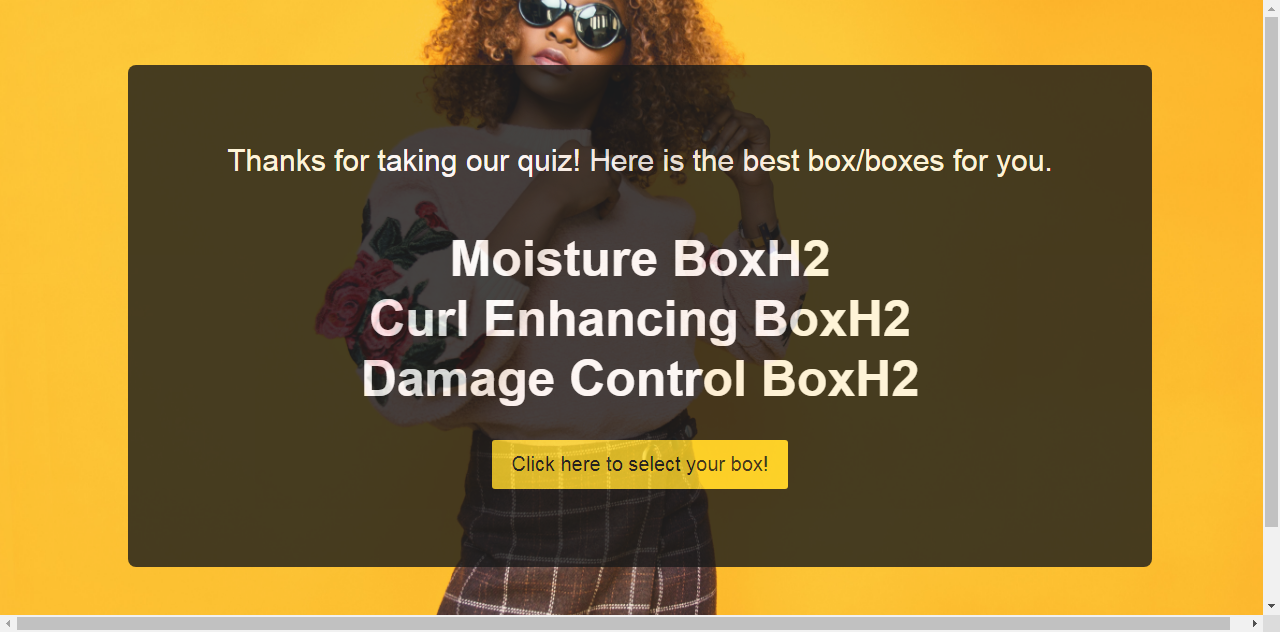 Thanks for taking our quiz! Here is the best box/boxes for you.
Moisture BoxH2
Curl Enhancing BoxH2
Damage Control BoxH2
Click here to select your box!